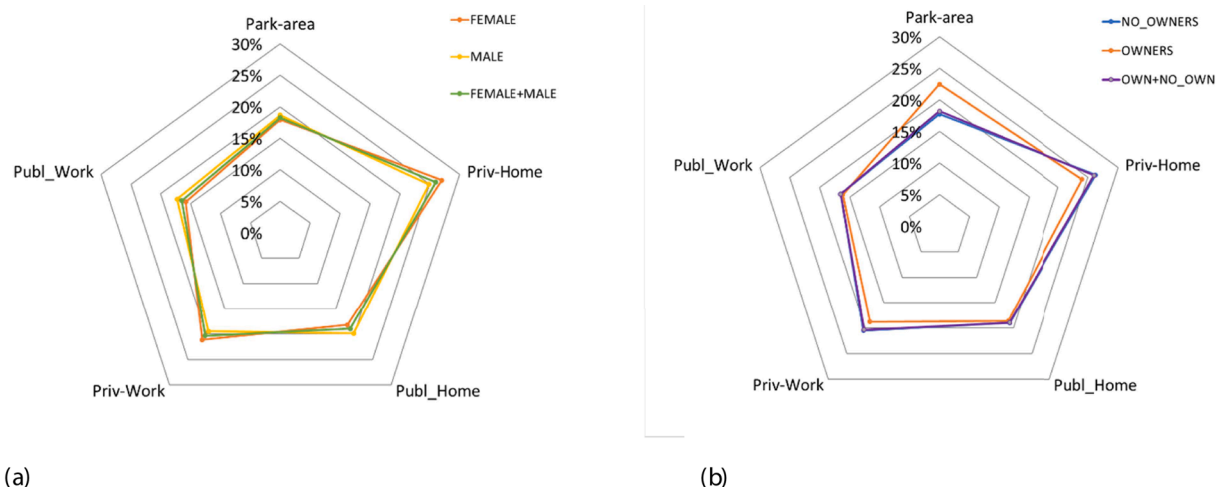 Park-area
30%
25%
20%
15%
10%
5%
0%
Priv-Home
Publ_Home
Priv-Work
Publ_Work
FEMALE
MALE
FEMALE+MALE
(a)
Park-area
30%
25%
20%
15%
10%
5%
0%
Priv-Home
Publ_Home
Priv-Work
Publ_Work
NO_OWNERS
OWNERS
OWN+NO_OWN
(b)